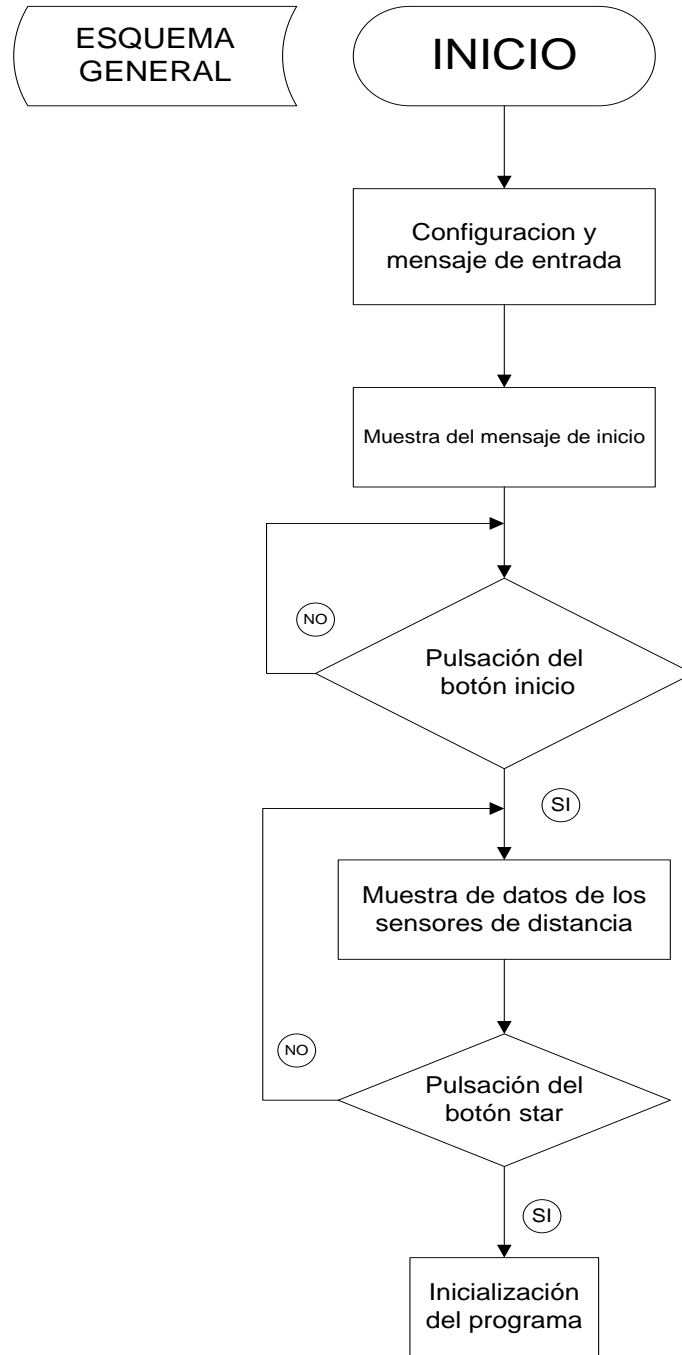 ESQUEMA
GENERAL
INICIO
Configuracion y
mensaje de entrada
Muestra del mensaje de inicio
NO
Pulsación del
botón inicio
SI
Muestra de datos de los
sensores de distancia
NO
Pulsación del
botón star
SI
Inicialización
del programa